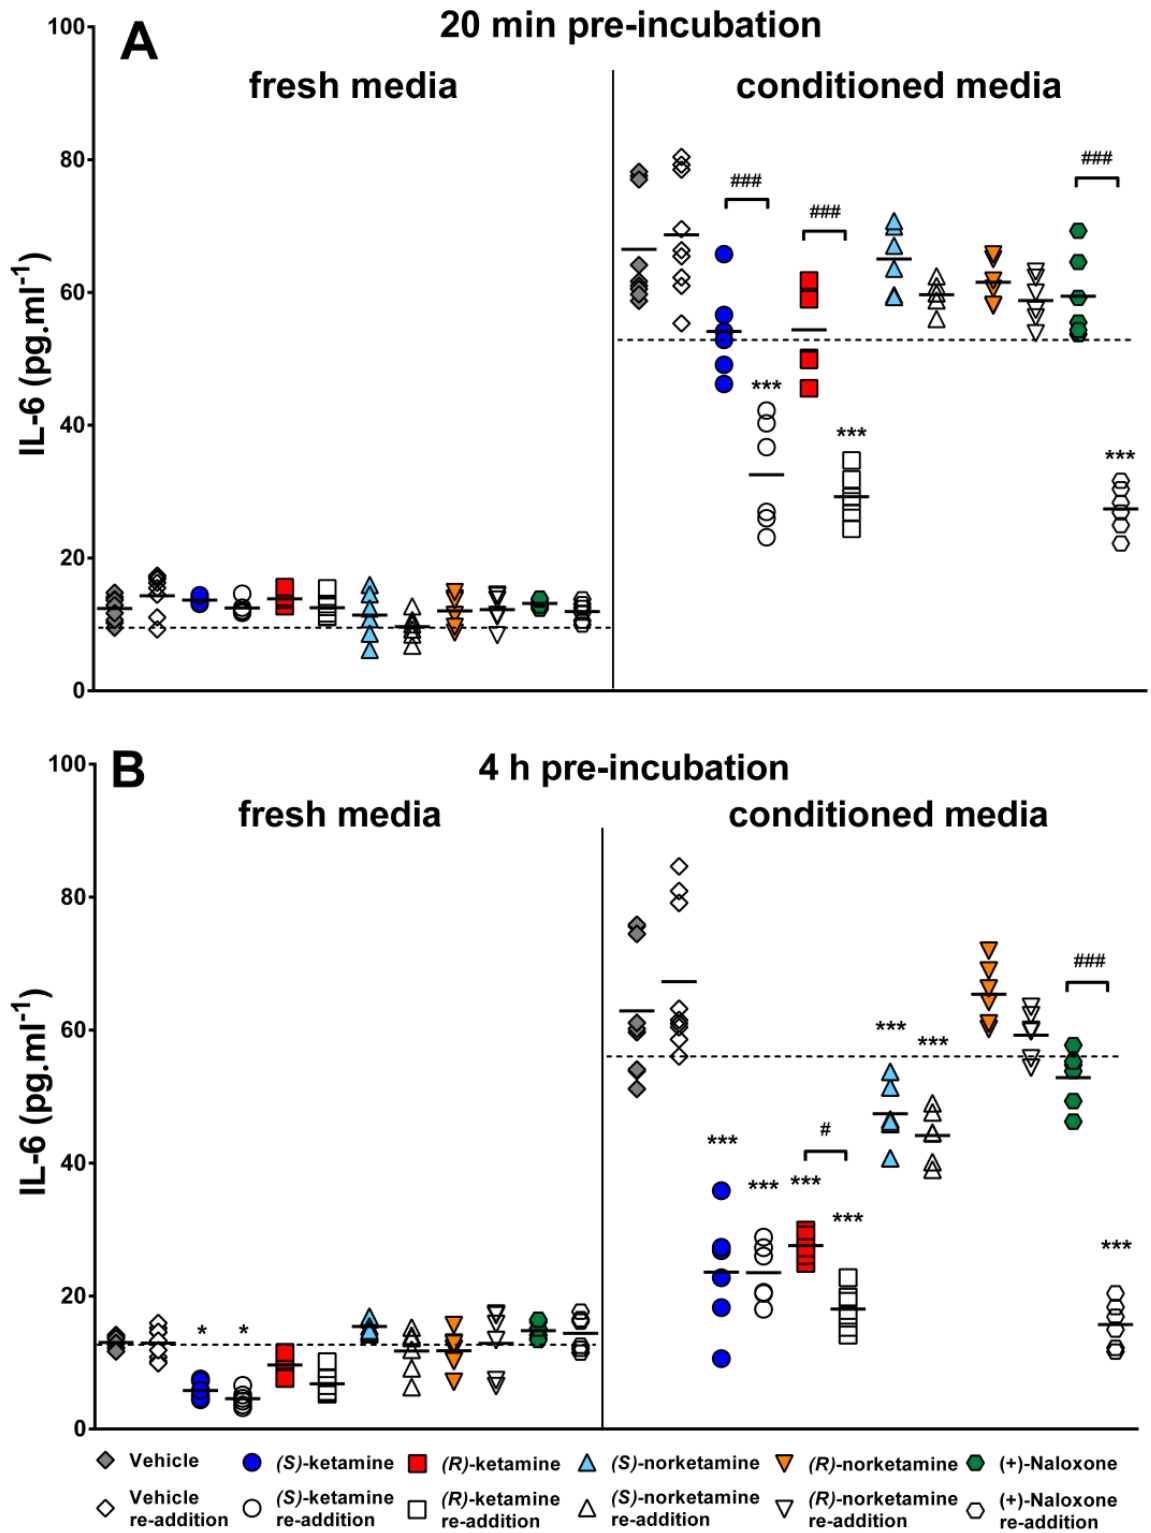 A
20 min pre-incubation
fresh media
conditioned media
IL-6 (pg.ml-1)
100
80
60
40
20
0
###
###
###
***
***
***
B
4 h pre-incubation
fresh media
conditioned media
IL-6 (pg.ml-1)
100
80
60
40
20
0
*
*
***
***
***
#
***
***
***
###
***
Vehicle
(S)-ketamine
(R)-ketamine
(S)-norketamine
(R)-norketamine
(+)-Naloxone
Vehicle
re-addition
(S)-ketamine
re-addition
(R)-ketamine
re-addition
(S)-norketamine
re-addition
(R)-norketamine
re-addition
(+)-Naloxone
re-addition